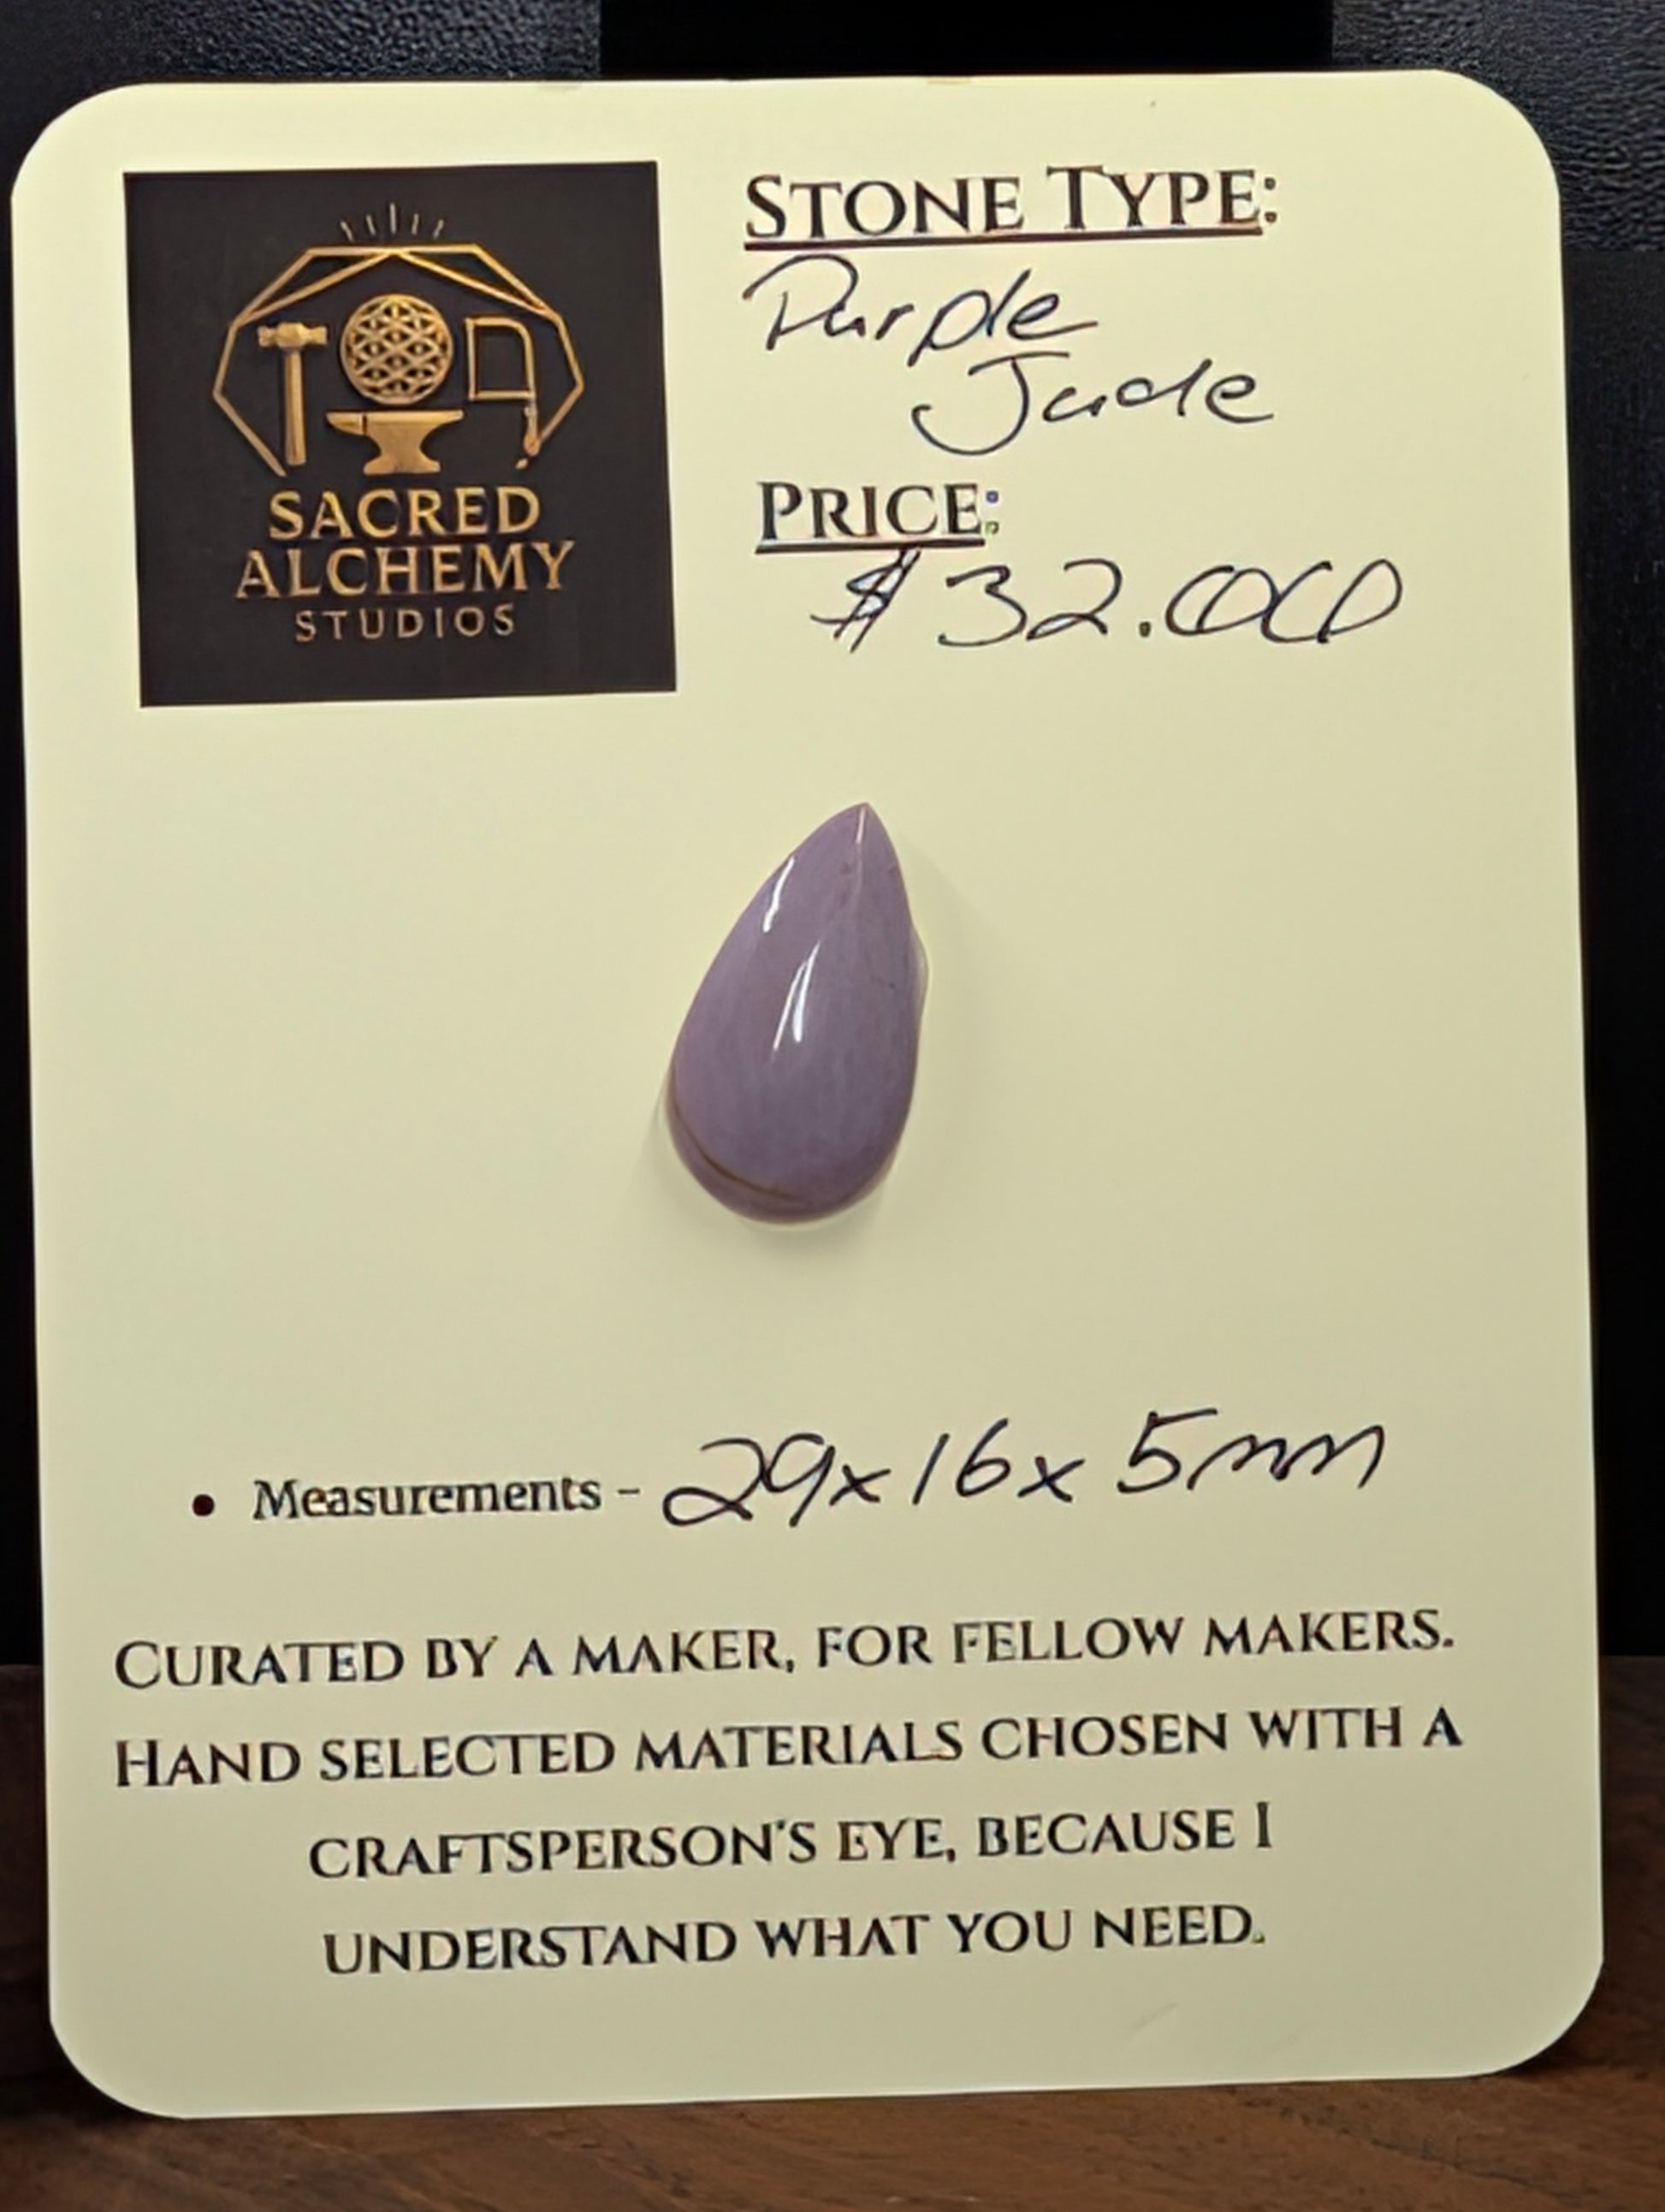 SACRED
ALCHEMY
STUDIOS
STONE TYPE:
Purple
Jade
PRICE:
$32.00
• Measurements - 29x16x5mm
CURATED BY A MAKER, FOR FELLOW MAKERS.
HAND SELECTED MATERIALS CHOSEN WITH A
CRAFTSPERSON'S EYE, BECAUSE I
UNDERSTAND WHAT YOU NEED.